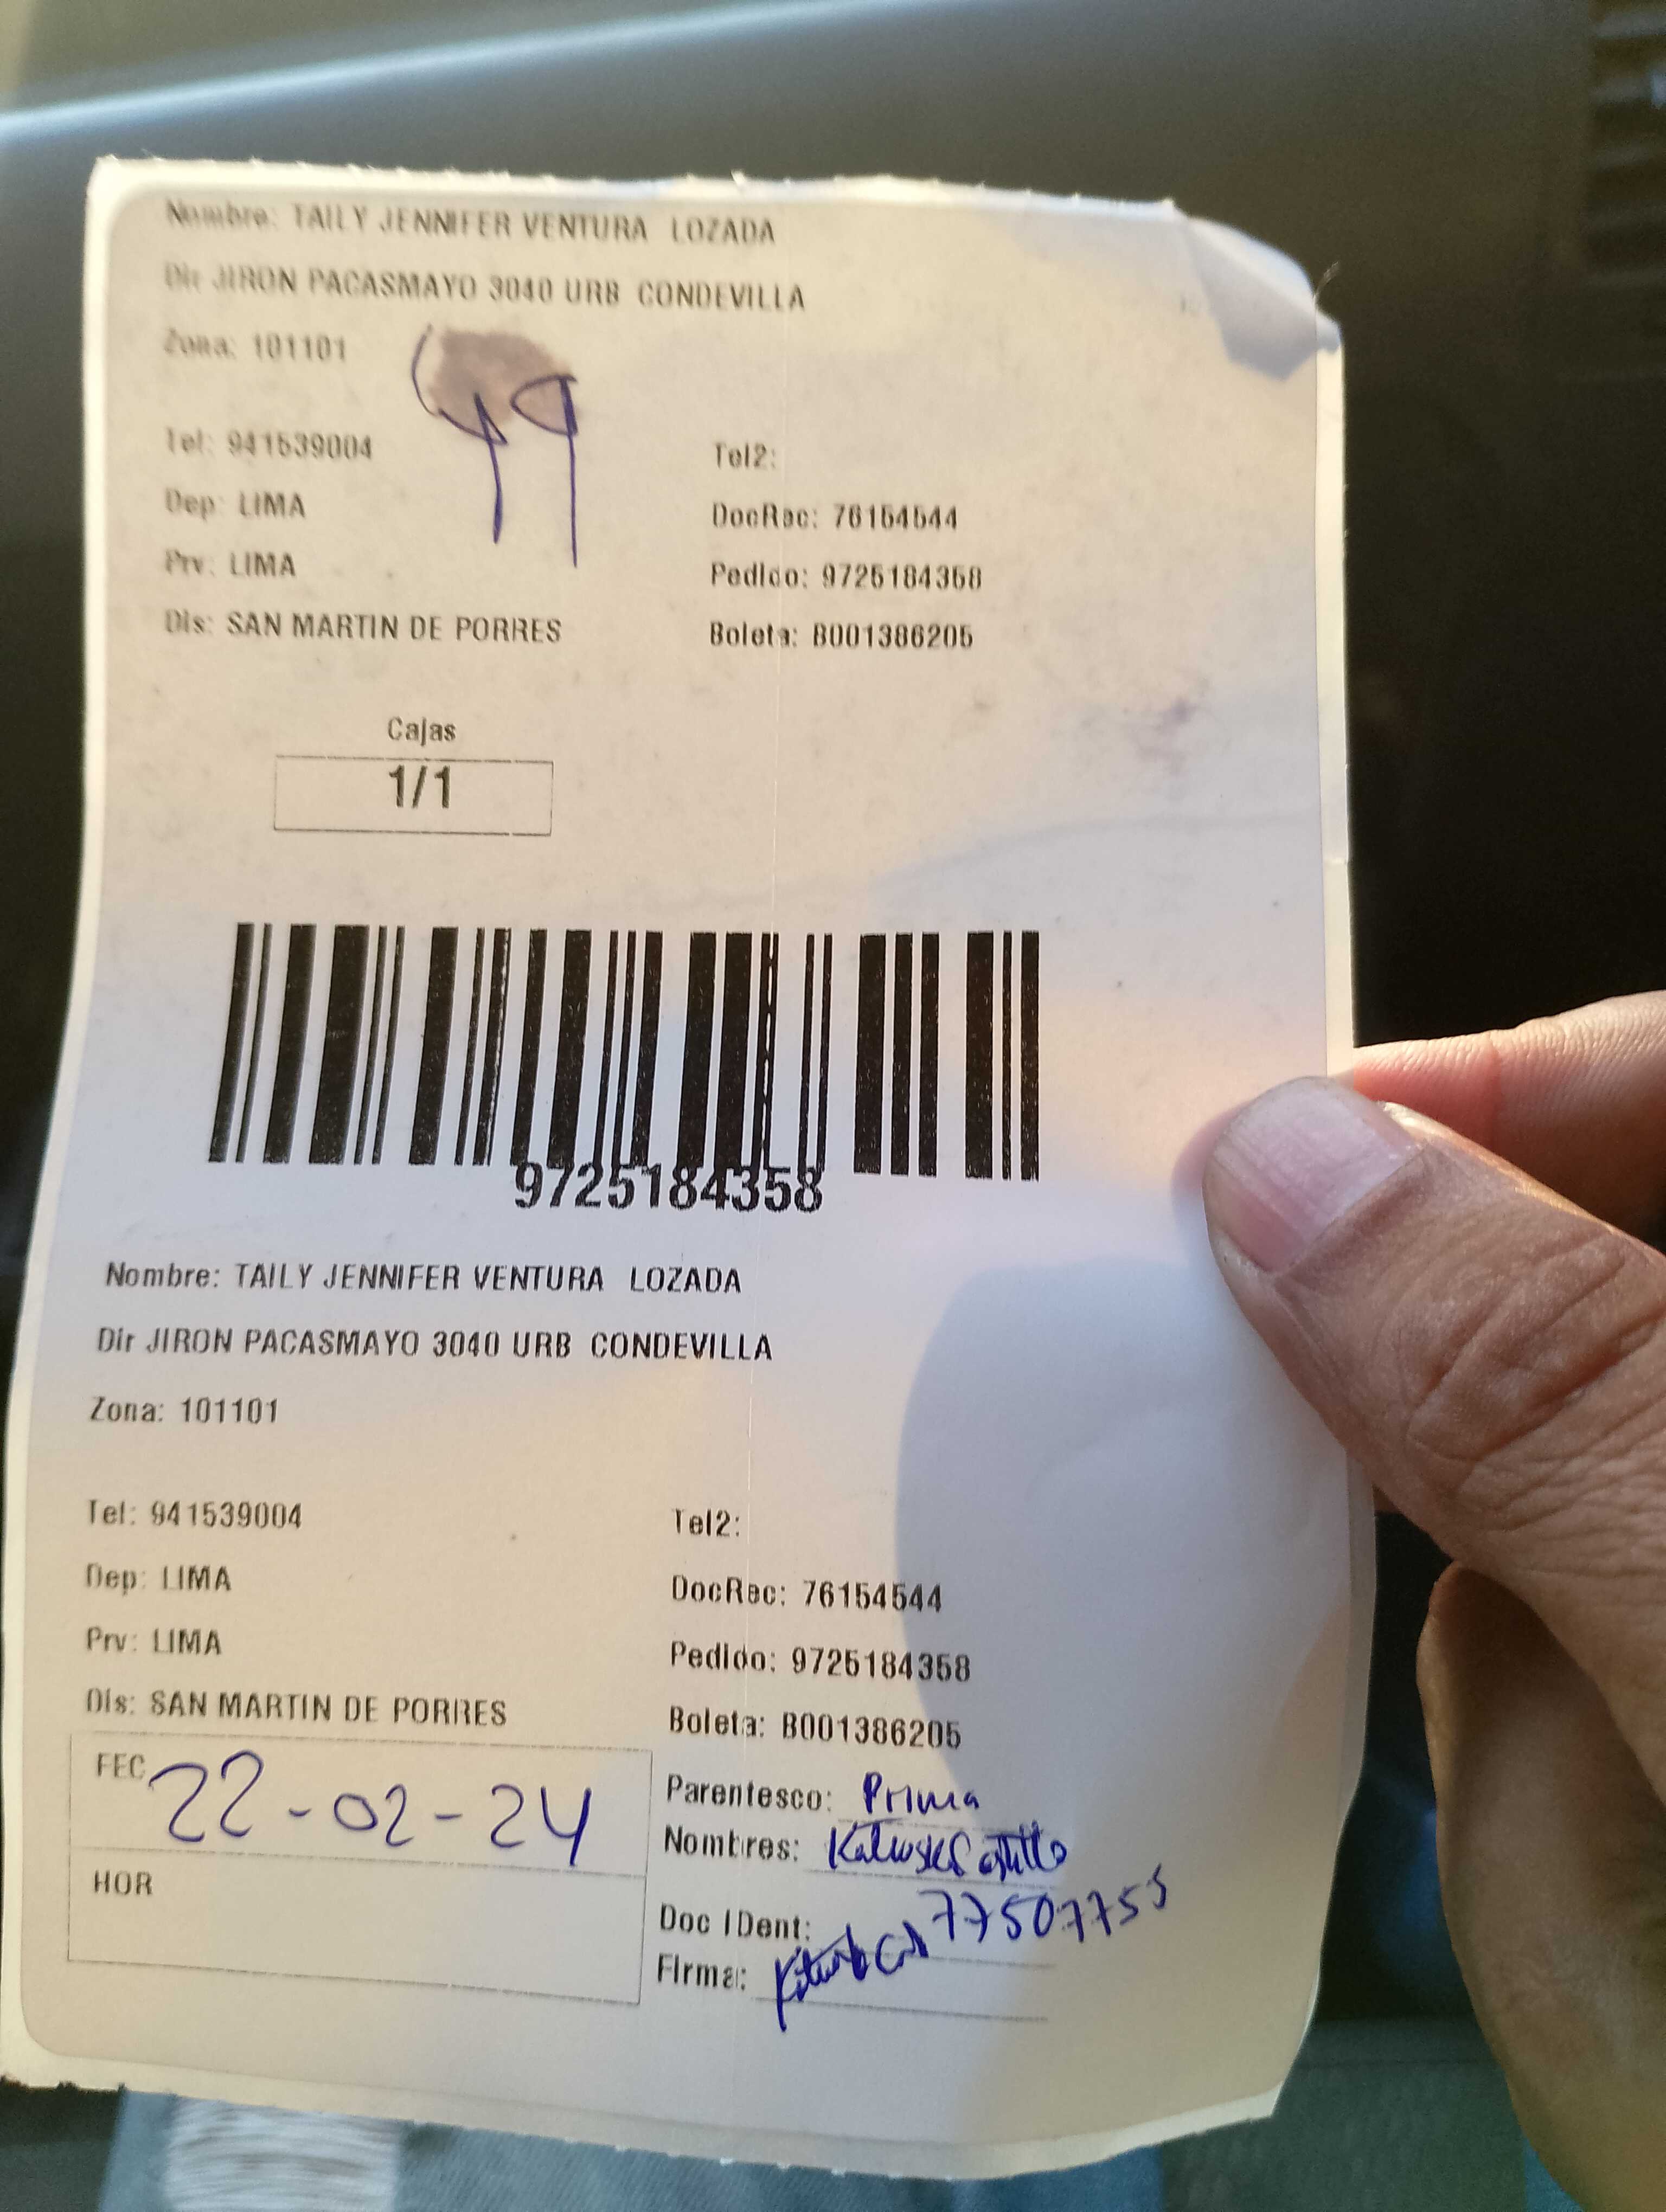 Nombre: TAILY JENNIFER VENTURA LOZADA
Dir JIRON PACASMAYO 3040 URB CONDEVILLA
Zona: 101101
99
Tel: 941539004 Tel2:
Dep: LIMA DocRec: 76154544
Prv: LIMA Pedido: 9725184358
Dis: SAN MARTIN DE PORRES Boleta: B001386205
Cajas
1/1
9725184358
Nombre: TAILY JENNIFER VENTURA LOZADA
Dir JIRON PACASMAYO 3040 URB CONDEVILLA
Zona: 101101
Tel: 941539004 Tel2:
Dep: LIMA DocRec: 76154544
Prv: LIMA Pedido: 9725184358
Dis: SAN MARTIN DE PORRES Boleta: B001386205
FEC 22-02-24
HOR
Parentesco: Prima
Nombres: Castillo
Doc IDent: 77507755
Firma: